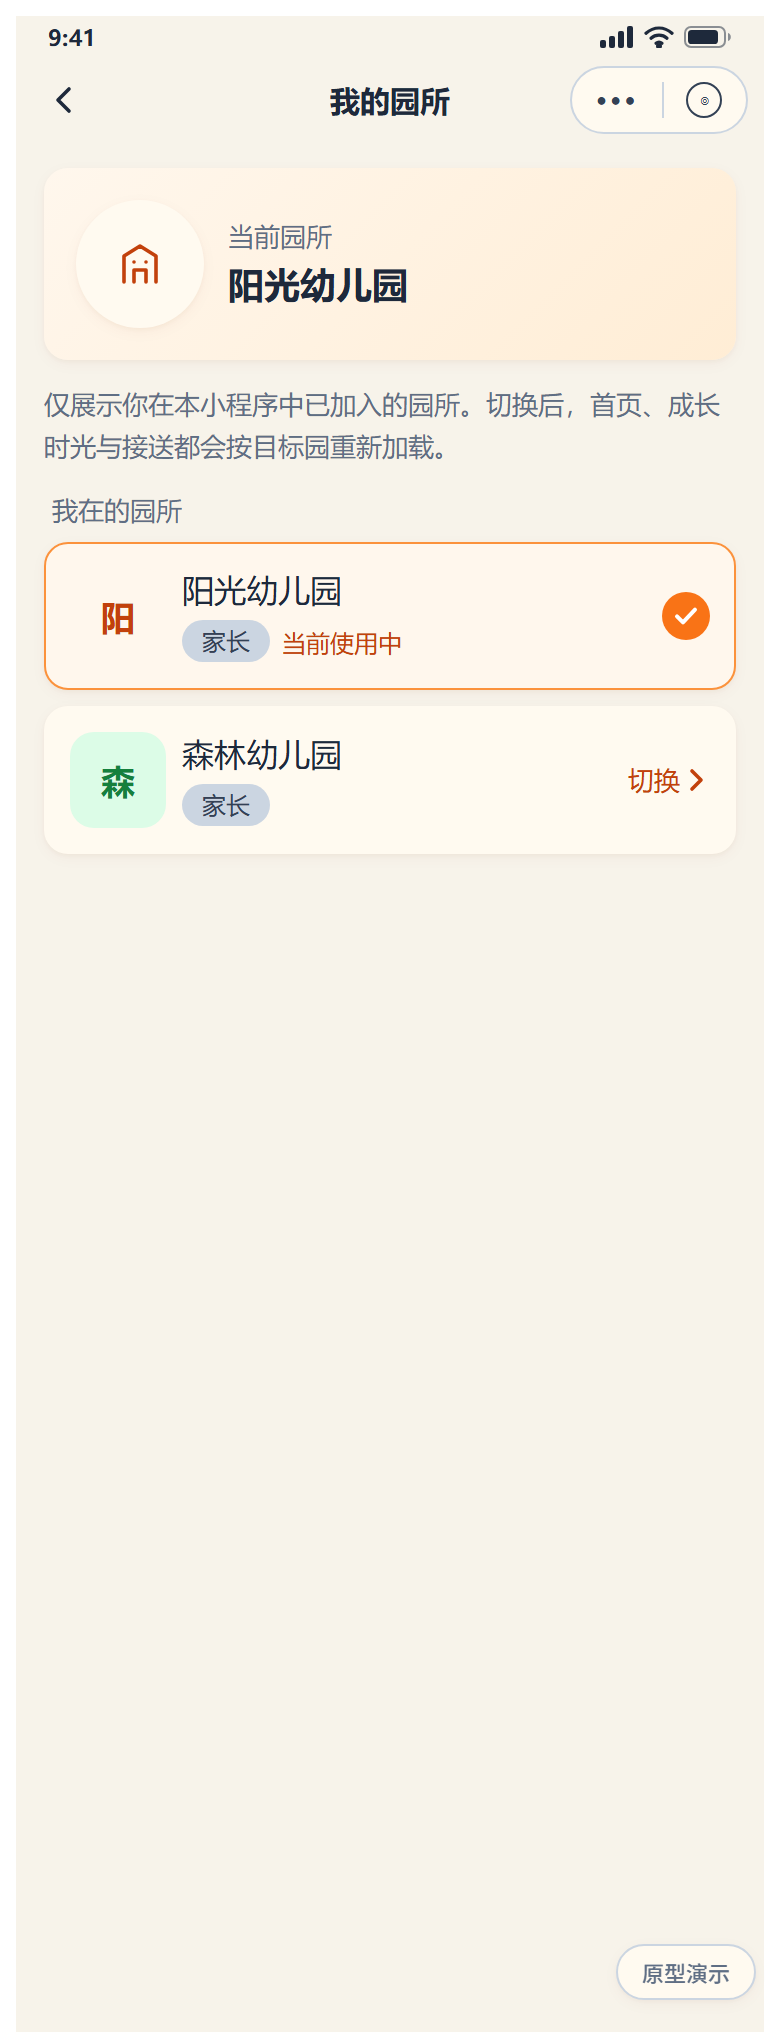 9:41
我的园所
当前园所
阳光幼儿园
仅展示你在本小程序中已加入的园所。切换后，首页、成长
时光与接送都会按目标园重新加载。
我在的园所
阳
阳光幼儿园
家长 当前使用中
森
森林幼儿园
家长
切换
原型演示